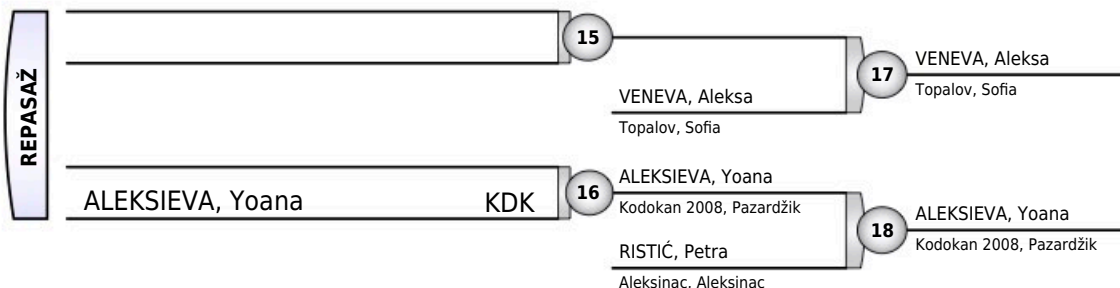 REPASAŽ
15
VENEVA, Aleksa
Topalov, Sofia
17
VENEVA, Aleksa
Topalov, Sofia
ALEKSIEVA, Yoana KDK
16
ALEKSIEVA, Yoana
Kodokan 2008, Pazardžik
RISTIĆ, Petra
Aleksinac, Aleksinac
18
ALEKSIEVA, Yoana
Kodokan 2008, Pazardžik